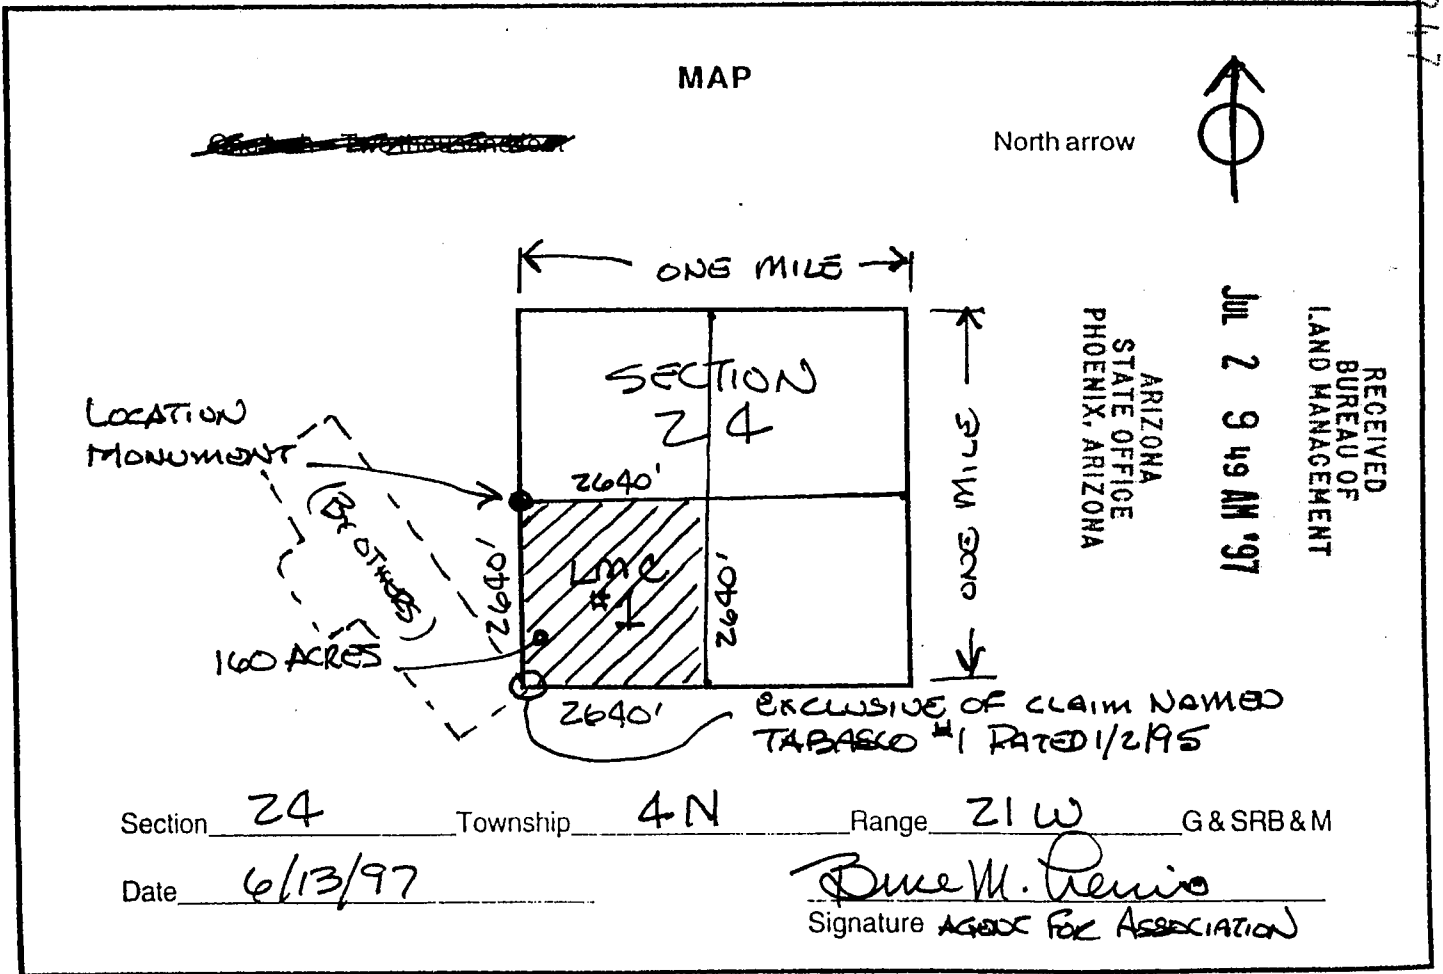 MAP
North arrow
ONE MILE
SECTION
24
LOCATION
MONUMENT
2640'
(BY OTHERS)
2640'
LMC
#1
2640'
ONE MILE
160 ACRES
2640'
EXCLUSIVE OF CLAIM NAMED
TABASCO #1 DATED 1/2/95
RECEIVED
BUREAU OF
LAND MANAGEMENT
JUL 2 9 49 AM '97
ARIZONA
STATE OFFICE
PHOENIX, ARIZONA
Section 24 Township 4 N Range 21 W G & SRB & M
Date 6/13/97
Bruce M.
Signature AGENT FOR ASSOCIATION